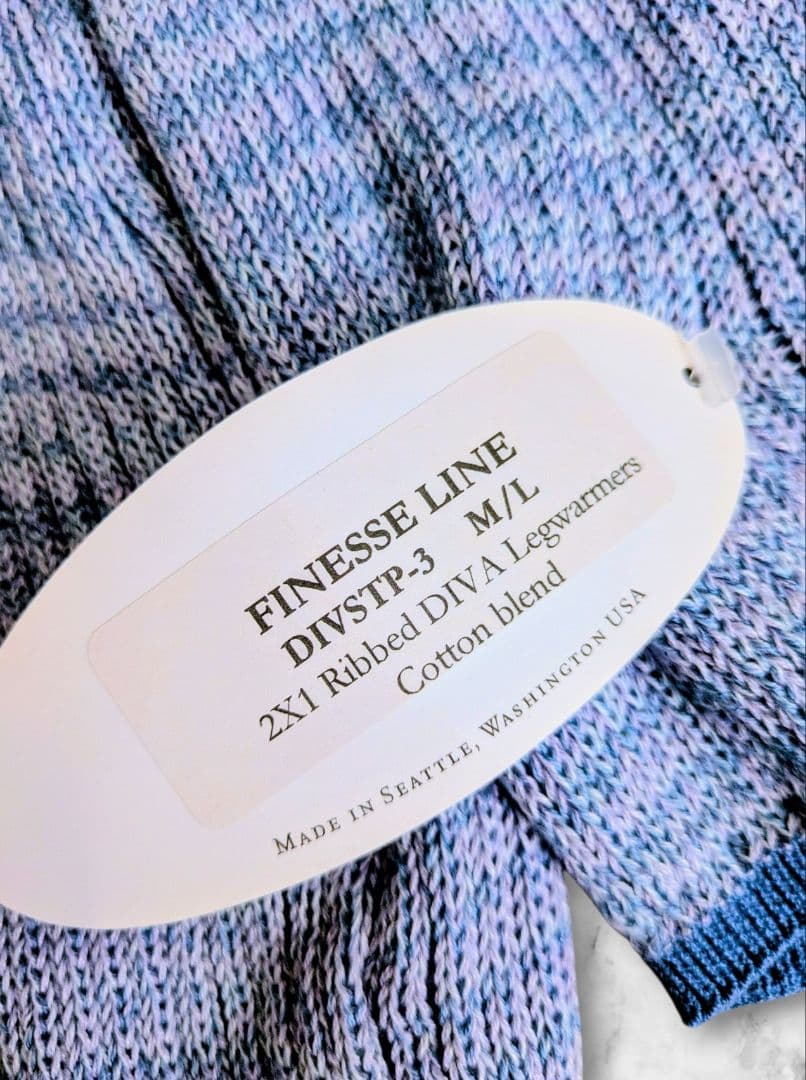 FINESSE LINE
DIVSTP-3 M/L
2X1 Ribbed DIVA Legwarmers
Cotton blend
MADE IN SEATTLE, WASHINGTON USA